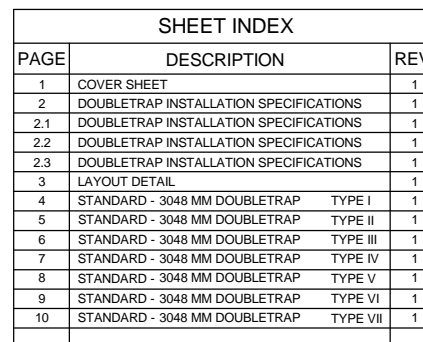 SHEET INDEX
PAGE DESCRIPTION REV
1 COVER SHEET 1
2 DOUBLETRAP INSTALLATION SPECIFICATIONS 1
2.1 DOUBLETRAP INSTALLATION SPECIFICATIONS 1
2.2 DOUBLETRAP INSTALLATION SPECIFICATIONS 1
2.3 DOUBLETRAP INSTALLATION SPECIFICATIONS 1
3 LAYOUT DETAIL 1
4 STANDARD - 3048 MM DOUBLETRAP TYPE I 1
5 STANDARD - 3048 MM DOUBLETRAP TYPE II 1
6 STANDARD - 3048 MM DOUBLETRAP TYPE III 1
7 STANDARD - 3048 MM DOUBLETRAP TYPE IV 1
8 STANDARD - 3048 MM DOUBLETRAP TYPE V 1
9 STANDARD - 3048 MM DOUBLETRAP TYPE VI 1
10 STANDARD - 3048 MM DOUBLETRAP TYPE VII 1